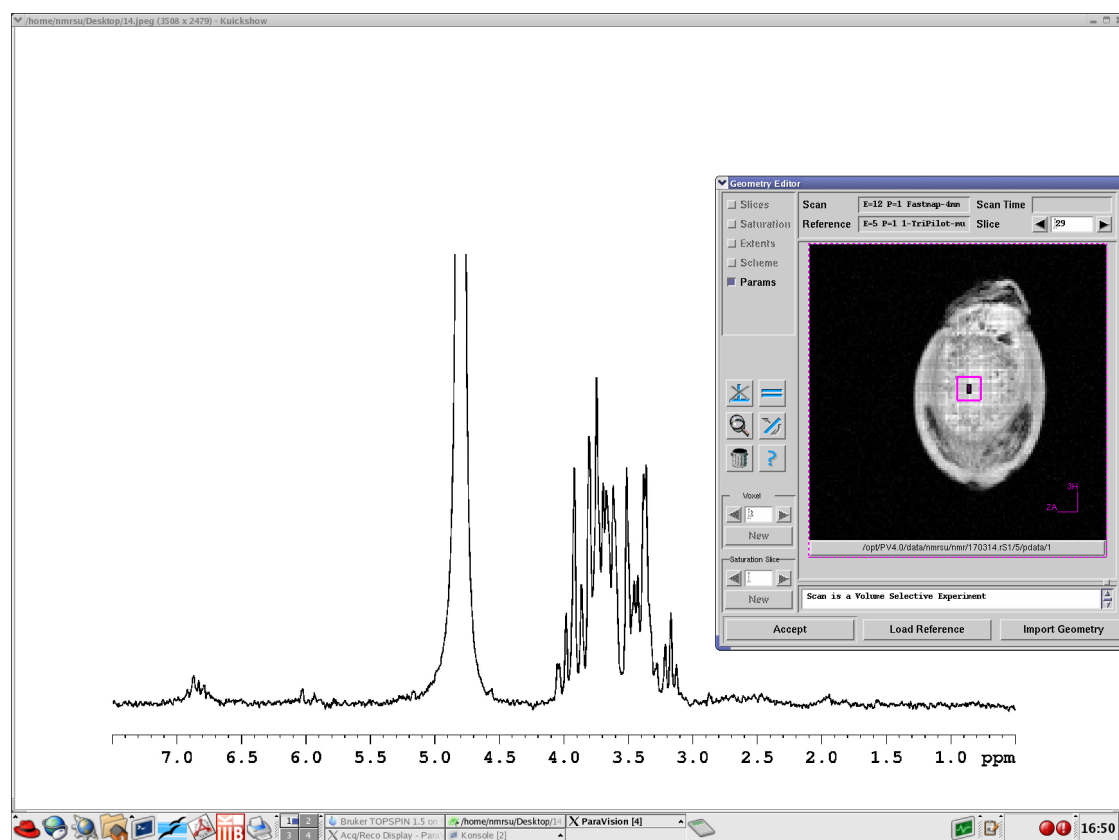 /home/nmrsu/Desktop/14.jpeg (3508 x 2479) - Kuickshow
Geometry Editor
Slices
Saturation
Extents
Scheme
Params
Scan
E=12 P=1 Fastmap-4mm
Scan Time
Reference
E=5 P=1 1-TriPilot-mu
Slice
29
3H
2A
/opt/PV4.0/data/nmrsu/nmr/170314.rS1/5/pdata/1
Voxel
New
Saturation Slice
1
New
Scan is a Volume Selective Experiment
Accept
Load Reference
Import Geometry
7.0 6.5 6.0 5.5 5.0 4.5 4.0 3.5 3.0 2.5 2.0 1.5 1.0 ppm
1 2
3 4
Bruker TOPSPIN 1.5 on
/home/nmrsu/Desktop/14
X ParaVision [4]
X Acq/Reco Display - Para
Konsole [2]
16:50